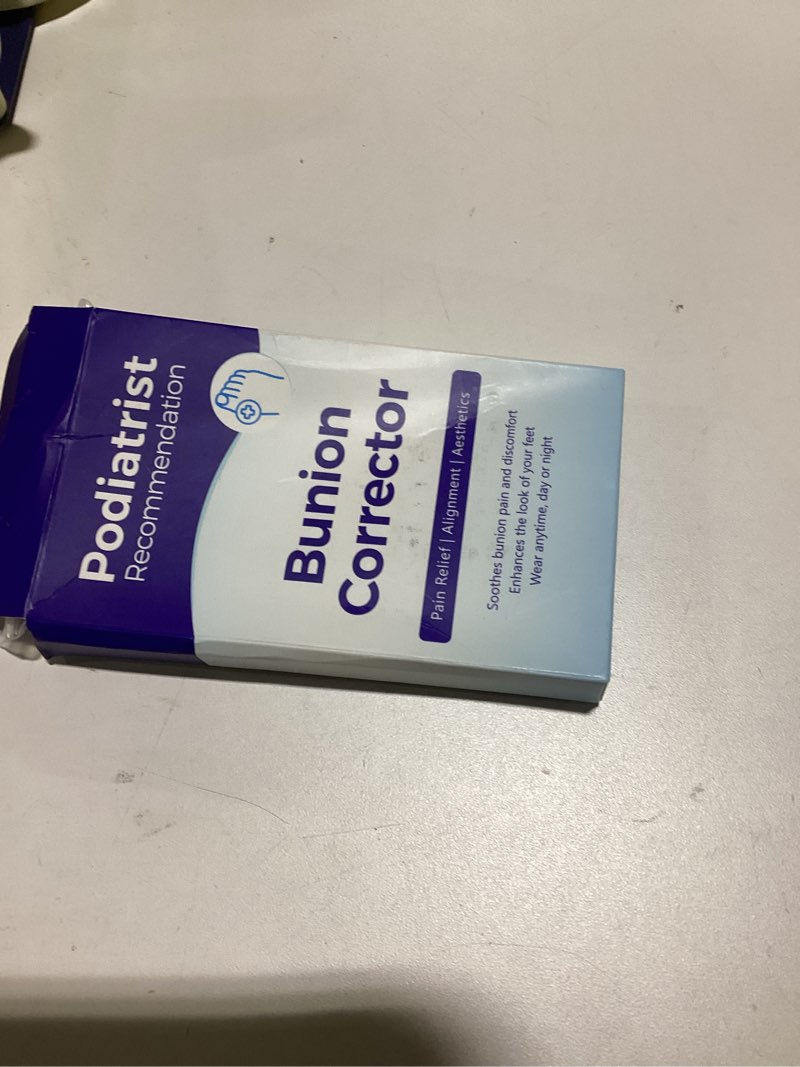 Podiatrist
Recommendation
Bunion
Corrector
Pain Relief | Alignment | Aesthetics
Soothes bunion pain and discomfort
Enhances the look of your feet
Wear anytime, day or night